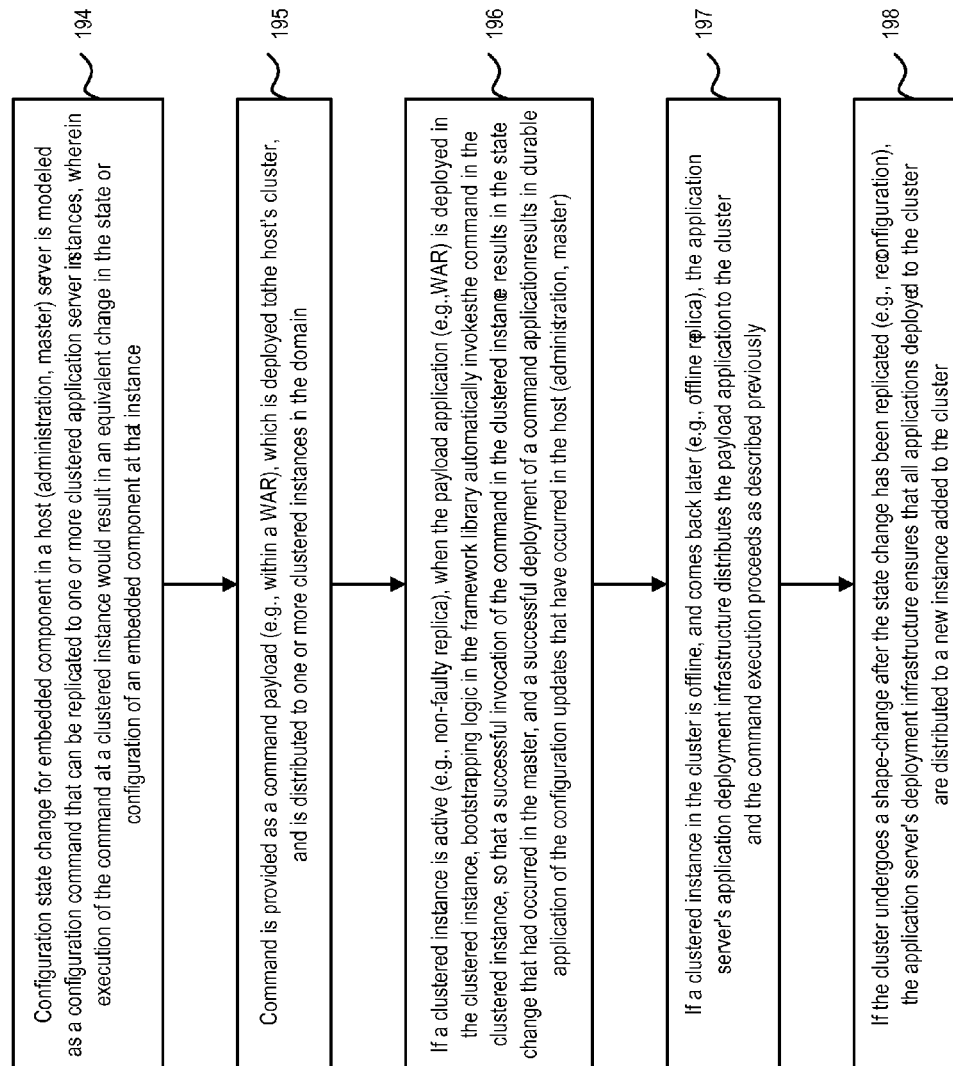 Configuration state change for embedded component in a host (administration, master) server is modeled
as a configuration command that can be replicated to one or more clustered application server instances, wherein
execution of the command at a clustered instance would result in an equivalent change in the state or
configuration of an embedded component at that instance
194
Command is provided as a command payload (e.g., within a WAR), which is deployed to the host's cluster,
and is distributed to one or more clustered instances in the domain
195
If a clustered instance is active (e.g., non-faulty replica), when the payload application (e.g., WAR) is deployed in
the clustered instance, bootstrapping logic in the framework library automatically invokes the command in the
clustered instance, so that a successful invocation of the command in the clustered instance results in the state
change that had occurred in the master, and a successful deployment of a command application results in durable
application of the configuration updates that have occurred in the host (administration, master)
196
If a clustered instance in the cluster is offline, and comes back later (e.g., offline replica), the application
server's application deployment infrastructure distributes the payload application to the cluster
and the command execution proceeds as described previously
197
If the cluster undergoes a shape-change after the state change has been replicated (e.g., reconfiguration),
the application server's deployment infrastructure ensures that all applications deployed to the cluster
are distributed to a new instance added to the cluster
198